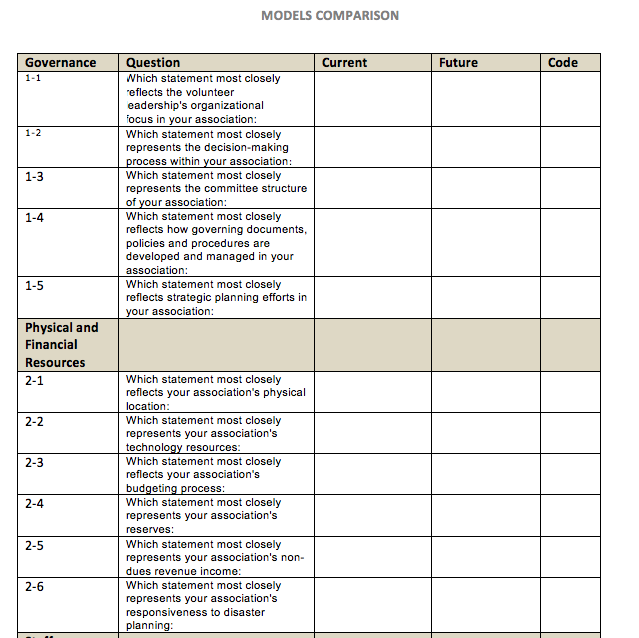 MODELS COMPARISON
Governance Question Current Future Code
1-1 Which statement most closely
reflects the volunteer
leadership's organizational
focus in your association:
1-2 Which statement most closely
represents the decision-making
process within your association:
1-3 Which statement most closely
represents the committee structure
of your association:
1-4 Which statement most closely
reflects how governing documents,
policies and procedures are
developed and managed in your
association:
1-5 Which statement most closely
reflects strategic planning efforts in
your association:
Physical and
Financial
Resources
2-1 Which statement most closely
reflects your association's physical
location:
2-2 Which statement most closely
represents your association's
technology resources:
2-3 Which statement most closely
reflects your association's
budgeting process:
2-4 Which statement most closely
represents your association's
reserves:
2-5 Which statement most closely
represents your association's non-
dues revenue income:
2-6 Which statement most closely
represents your association's
responsiveness to disaster
planning: